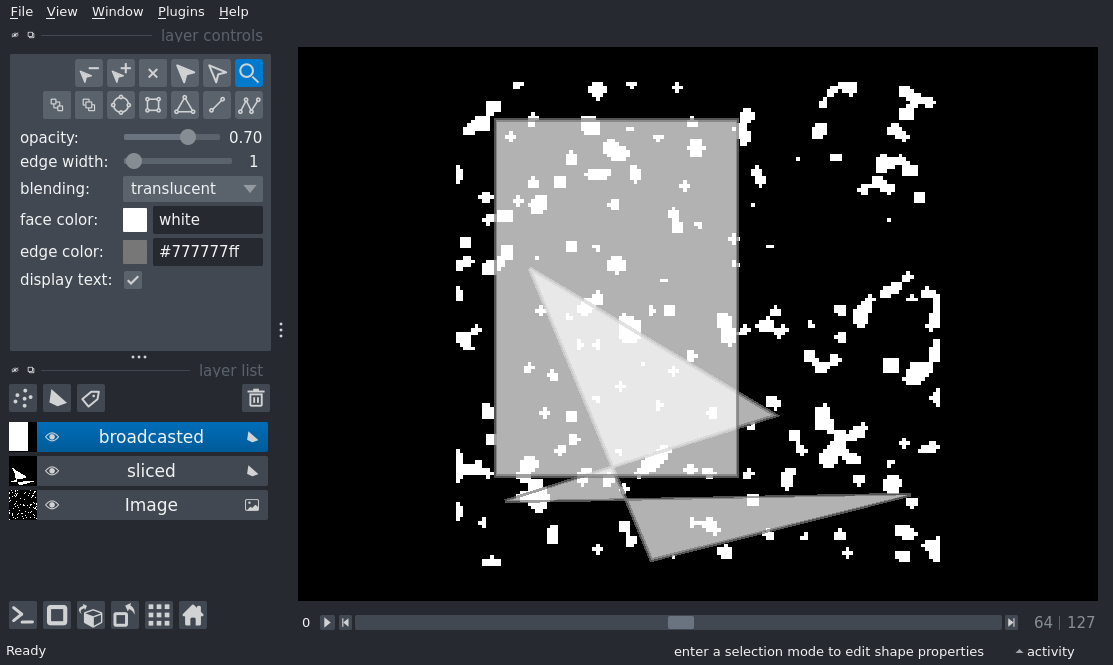 File View Window Plugins Help
layer controls
opacity: 0.70
edge width: 1
blending: translucent
face color: white
edge color: #777777ff
display text:
layer list
broadcasted
sliced
Image
0 64 | 127
Ready enter a selection mode to edit shape properties activity